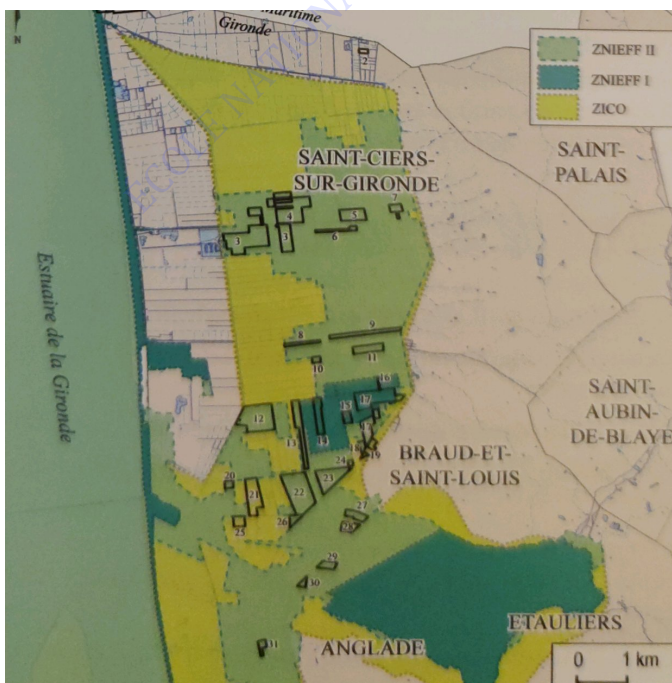 N
Maritime
Gironde
2
ZNIEFF II
ZNIEFF I
ZICO
SAINT-CIERS-
SUR-GIRONDE
SAINT-
PALAIS
7
4
5
3
3
6
Estuaire de la Gironde
9
8
11
10
16
17
12
13
14
15
SAINT-
AUBIN-
DE-BLAYE
BRAUD-ET-
SAINT-LOUIS
18
19
24
20
21
22
23
25
26
27
28
29
30
31
ANGLADE
ETAULIERS
0 1 km